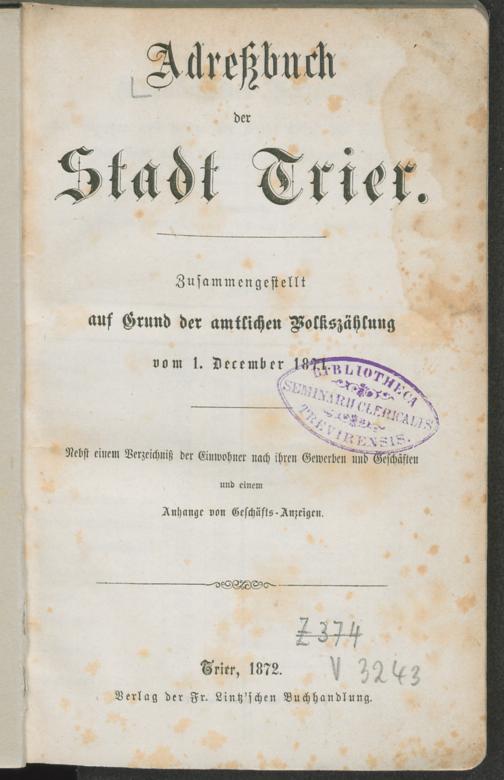 Adreßbuch
der
Stadt Trier.
Zusammengestellt
auf Grund der amtlichen Volkszählung
vom 1. December 1871.
BIBLIOTHECA
SEMINARII CLERICALIS
TREVIRENSIS.
Nebst einem Verzeichniß der Einwohner nach ihren Gewerben und Geschäften
und einem
Anhange von Geschäfts-Anzeigen.
Z 374
V 3243
Trier, 1872.
Verlag der Fr. Lintz'schen Buchhandlung.